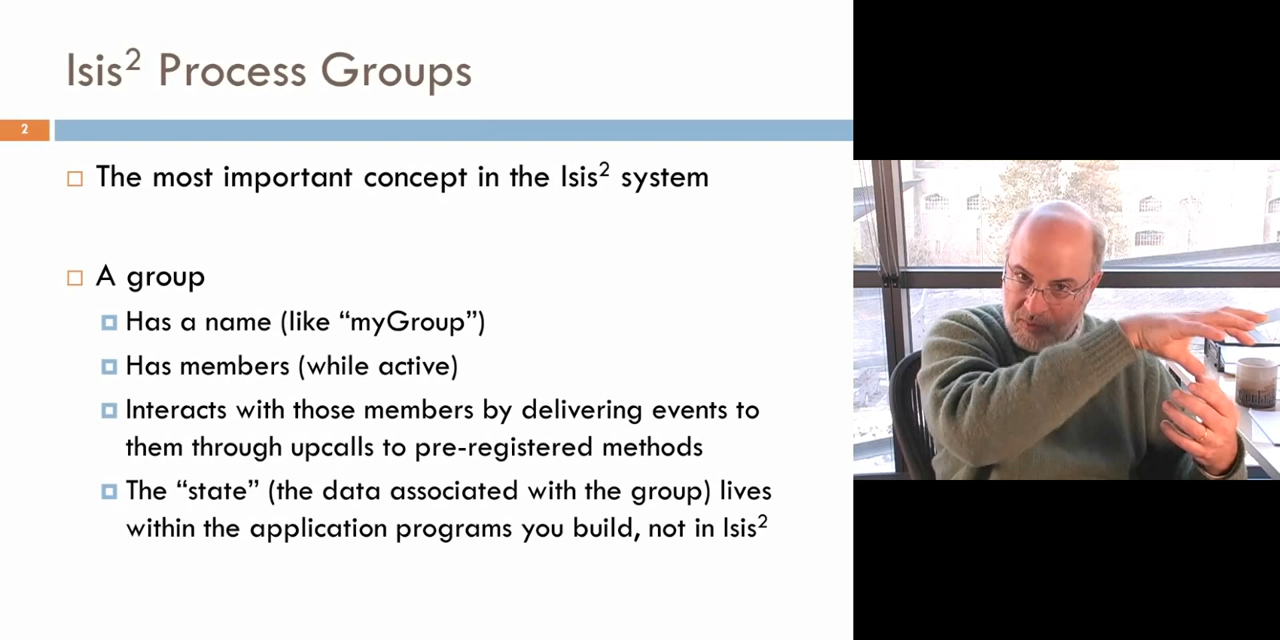 Isis² Process Groups
2
The most important concept in the Isis² system
A group
Has a name (like “myGroup”)
Has members (while active)
Interacts with those members by delivering events to
them through upcalls to pre-registered methods
The “state” (the data associated with the group) lives
within the application programs you build, not in Isis²